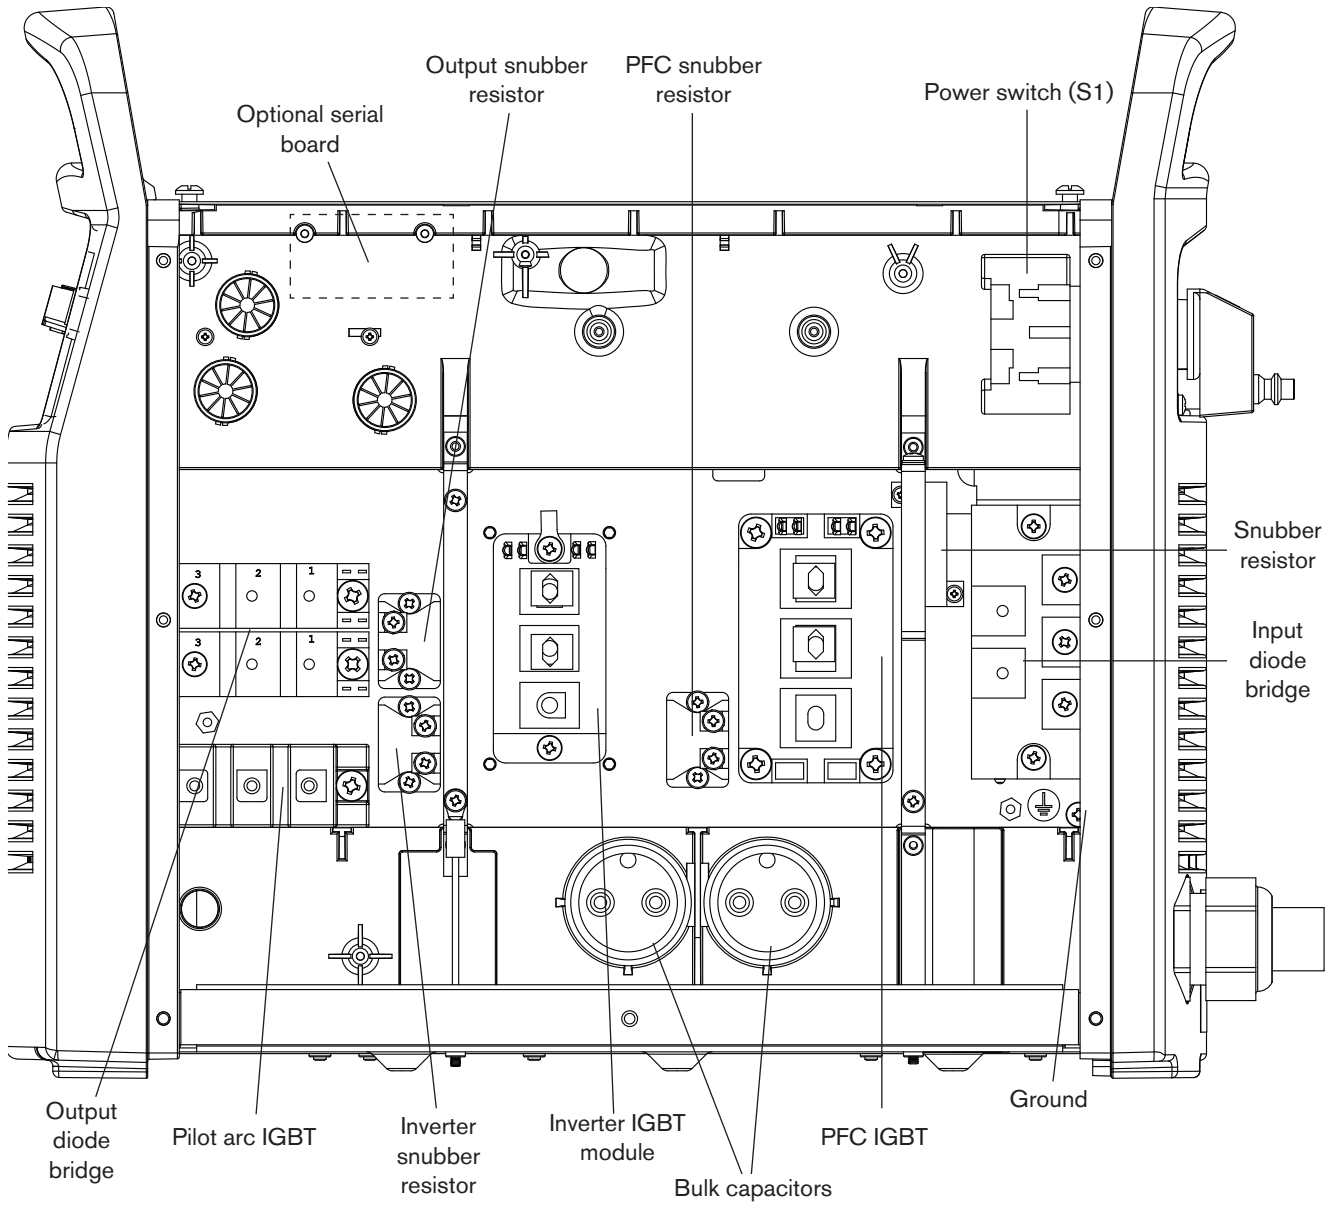 Output snubber
resistor
PFC snubber
resistor
Power switch (S1)
Optional serial
board
Snubber
resistor
3 2 1
Input
diode
bridge
3 2 1
Ground
Output
diode
bridge
Pilot arc IGBT
Inverter
snubber
resistor
Inverter IGBT
module
PFC IGBT
Bulk capacitors